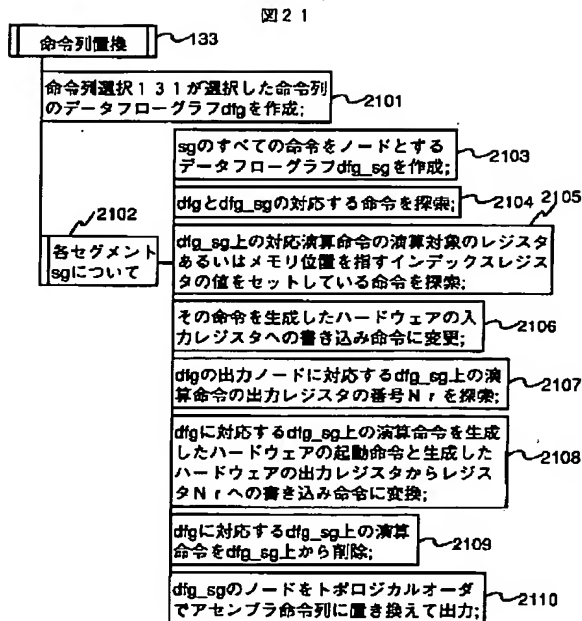 図21
命令列置換
133
命令列選択131が選択した命令列
のデータフローグラフdfgを作成;
2101
sgのすべての命令をノードとする
データフローグラフdfg_sgを作成;
2103
dfgとdfg_sgの対応する命令を探索;
2104
2105
2102
各セグメント
sgについて
dfg_sg上の対応演算命令の演算対象のレジスタ
あるいはメモリ位置を指すインデックスレジス
タの値をセットしている命令を探索;
その命令を生成したハードウェアの入
力レジスタへの書き込み命令に変更;
2106
dfgの出力ノードに対応するdfg_sg上の演
算命令の出力レジスタの番号Nrを探索;
2107
dfgに対応するdfg_sg上の演算命令を生成
したハードウェアの起動命令と生成した
ハードウェアの出力レジスタからレジス
タNrへの書き込み命令に変換;
2108
dfgに対応するdfg_sg上の演算
命令をdfg_sg上から削除;
2109
dfg_sgのノードをトポロジカルオーダ
でアセンブラ命令列に置き換えて出力;
2110